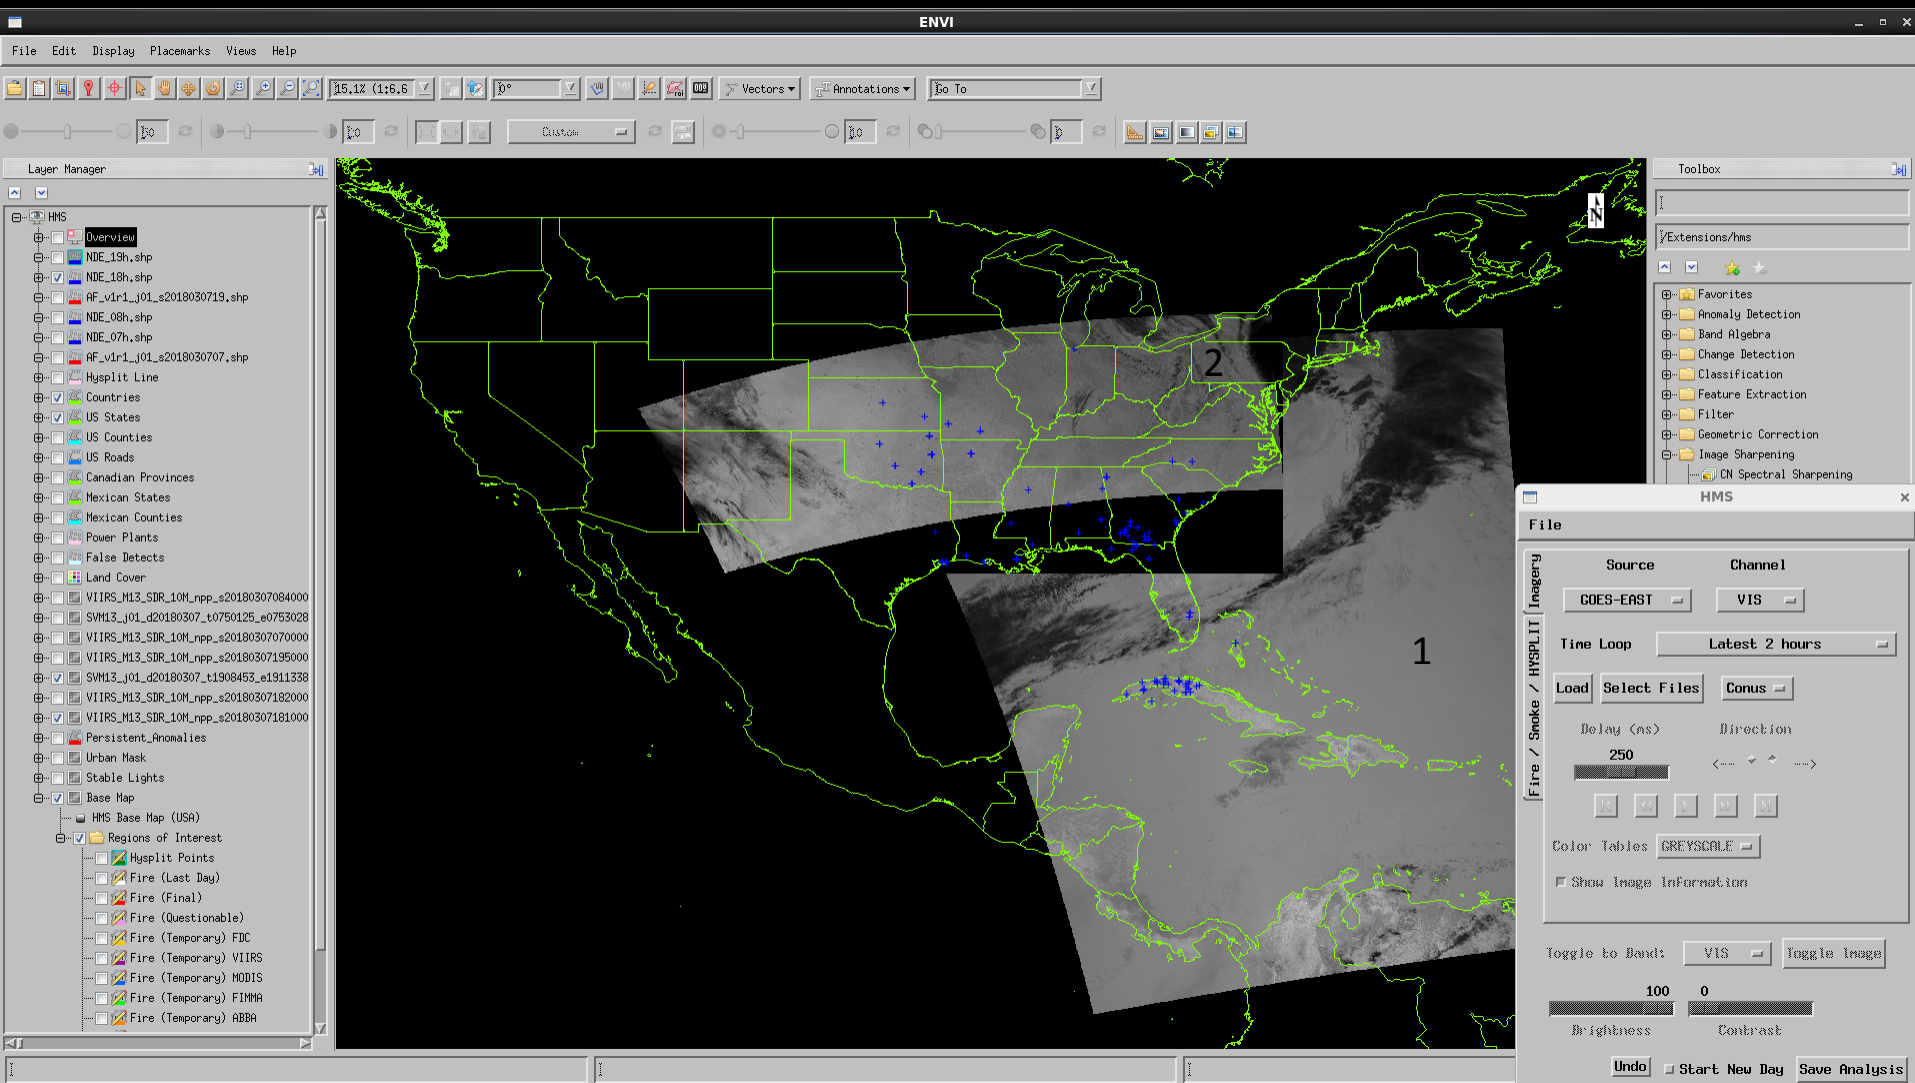 ENVI
File Edit Display Placemarks Views Help
15.1% (1:6.6 0° Vectors Annotations Go To
Custom
Layer Manager
HMS
Overview
NDE_19h.shp
NDE_18h.shp
AF_v1r1_j01_s2018030719.shp
NDE_08h.shp
NDE_07h.shp
AF_v1r1_j01_s2018030707.shp
Hysplit Line
Countries
US States
US Counties
US Roads
Canadian Provinces
Mexican States
Mexican Counties
Power Plants
False Detects
Land Cover
VIIRS_M13_SDR_10M_npp_s20180307084000
SVM13_j01_d20180307_t0750125_e0753028
VIIRS_M13_SDR_10M_npp_s20180307070000
VIIRS_M13_SDR_10M_npp_s20180307195000
SVM13_j01_d20180307_t1908453_e1911338
VIIRS_M13_SDR_10M_npp_s20180307182000
VIIRS_M13_SDR_10M_npp_s20180307181000
Persistent_Anomalies
Urban Mask
Stable Lights
Base Map
HMS Base Map (USA)
Regions of Interest
Hysplit Points
Fire (Last Day)
Fire (Final)
Fire (Questionable)
Fire (Temporary) FDC
Fire (Temporary) VIIRS
Fire (Temporary) MODIS
Fire (Temporary) FIMMA
Fire (Temporary) ABBA
N
2
1
Toolbox
/Extensions/hms
Favorites
Anomaly Detection
Band Algebra
Change Detection
Classification
Feature Extraction
Filter
Geometric Correction
Image Sharpening
CN Spectral Sharpening
HMS
File
Imagery
Fire / Smoke / HYSPLIT
Source Channel
GOES-EAST VIS
Time Loop Latest 2 hours
Load Select Files Conus
Delay (ms) Direction
250
<--- --->
Color Tables GREYSCALE
Show Image Information
Toggle to Band: VIS Toggle Image
100 0
Brightness Contrast
Undo Start New Day Save Analysis